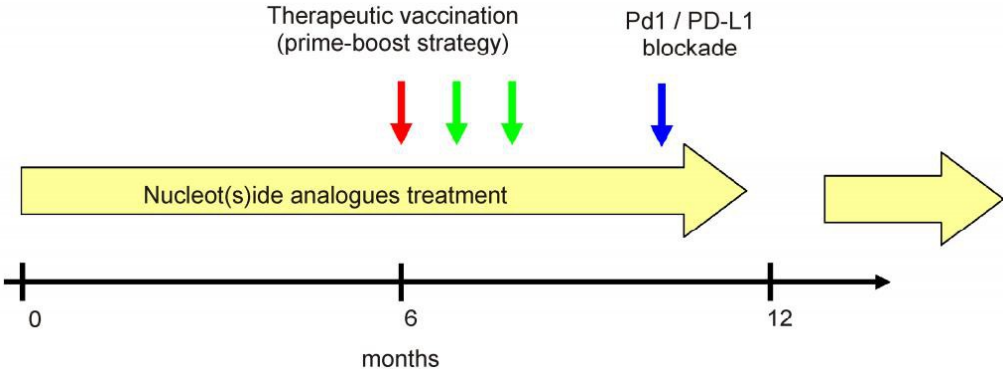 Therapeutic vaccination
(prime-boost strategy)
Pd1 / PD-L1
blockade
Nucleot(s)ide analogues treatment
0
6
12
months